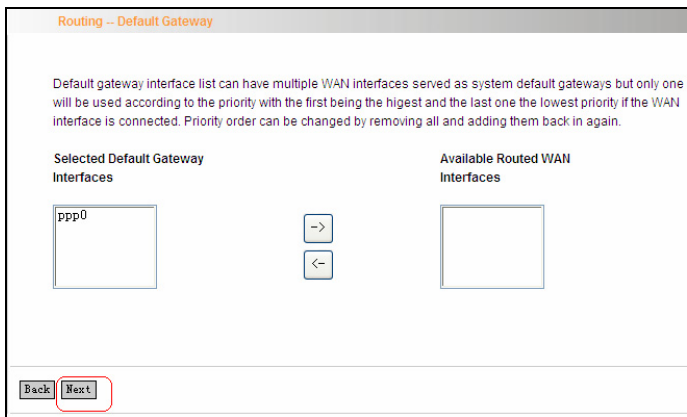 Routing -- Default Gateway
Default gateway interface list can have multiple WAN interfaces served as system default gateways but only one
will be used according to the priority with the first being the higest and the last one the lowest priority if the WAN
interface is connected. Priority order can be changed by removing all and adding them back in again.
Selected Default Gateway
Interfaces
Available Routed WAN
Interfaces
ppp0
->
<-
Back Next